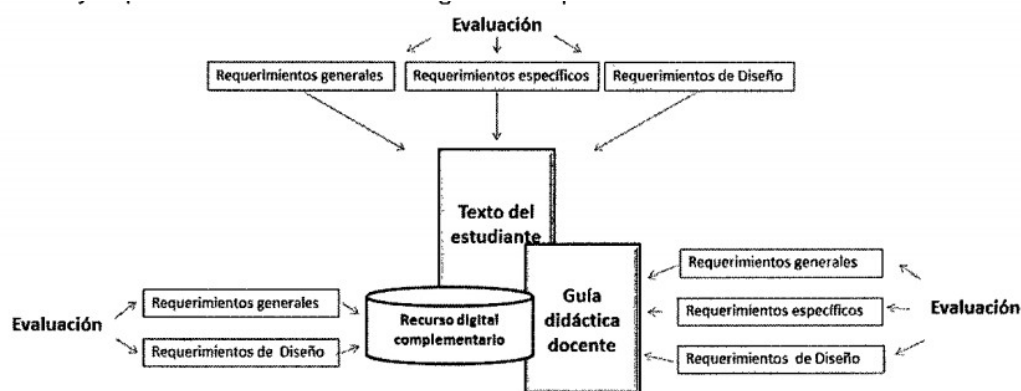 Evaluación
Requerimientos generales
Requerimientos específicos
Requerimientos de Diseño
Texto del
estudiante
Requerimientos generales
Requerimientos específicos
Requerimientos de Diseño
Evaluación
Guía
didáctica
docente
Evaluación
Requerimientos generales
Requerimientos de Diseño
Recurso digital
complementario